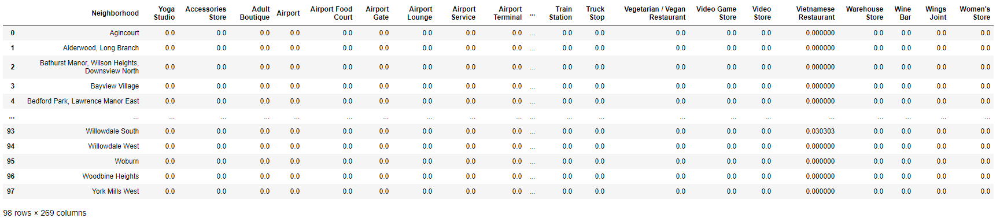 Neighborhood Yoga Studio Accessories Store Adult Boutique Airport Airport Food Court Airport Gate Airport Lounge Airport Service Airport Terminal ... Train Station Truck Stop Vegetarian / Vegan Restaurant Video Game Store Video Store Vietnamese Restaurant Warehouse Store Wine Bar Wings Joint Women's Store
0 Agincourt 0.0 0.0 0.0 0.0 0.0 0.0 0.0 0.0 0.0 ... 0.0 0.0 0.0 0.0 0.0 0.000000 0.0 0.0 0.0 0.0
1 Alderwood, Long Branch 0.0 0.0 0.0 0.0 0.0 0.0 0.0 0.0 0.0 ... 0.0 0.0 0.0 0.0 0.0 0.000000 0.0 0.0 0.0 0.0
2 Bathurst Manor, Wilson Heights, Downsview North 0.0 0.0 0.0 0.0 0.0 0.0 0.0 0.0 0.0 ... 0.0 0.0 0.0 0.0 0.0 0.000000 0.0 0.0 0.0 0.0
3 Bayview Village 0.0 0.0 0.0 0.0 0.0 0.0 0.0 0.0 0.0 ... 0.0 0.0 0.0 0.0 0.0 0.000000 0.0 0.0 0.0 0.0
4 Bedford Park, Lawrence Manor East 0.0 0.0 0.0 0.0 0.0 0.0 0.0 0.0 0.0 ... 0.0 0.0 0.0 0.0 0.0 0.000000 0.0 0.0 0.0 0.0
... ... ... ... ... ... ... ... ... ... ... ... ... ... ... ... ... ... ... ... ... ...
93 Willowdale South 0.0 0.0 0.0 0.0 0.0 0.0 0.0 0.0 0.0 ... 0.0 0.0 0.0 0.0 0.0 0.030303 0.0 0.0 0.0 0.0
94 Willowdale West 0.0 0.0 0.0 0.0 0.0 0.0 0.0 0.0 0.0 ... 0.0 0.0 0.0 0.0 0.0 0.000000 0.0 0.0 0.0 0.0
95 Woburn 0.0 0.0 0.0 0.0 0.0 0.0 0.0 0.0 0.0 ... 0.0 0.0 0.0 0.0 0.0 0.000000 0.0 0.0 0.0 0.0
96 Woodbine Heights 0.0 0.0 0.0 0.0 0.0 0.0 0.0 0.0 0.0 ... 0.0 0.0 0.0 0.0 0.0 0.000000 0.0 0.0 0.0 0.0
97 York Mills West 0.0 0.0 0.0 0.0 0.0 0.0 0.0 0.0 0.0 ... 0.0 0.0 0.0 0.0 0.0 0.000000 0.0 0.0 0.0 0.0
98 rows × 269 columns